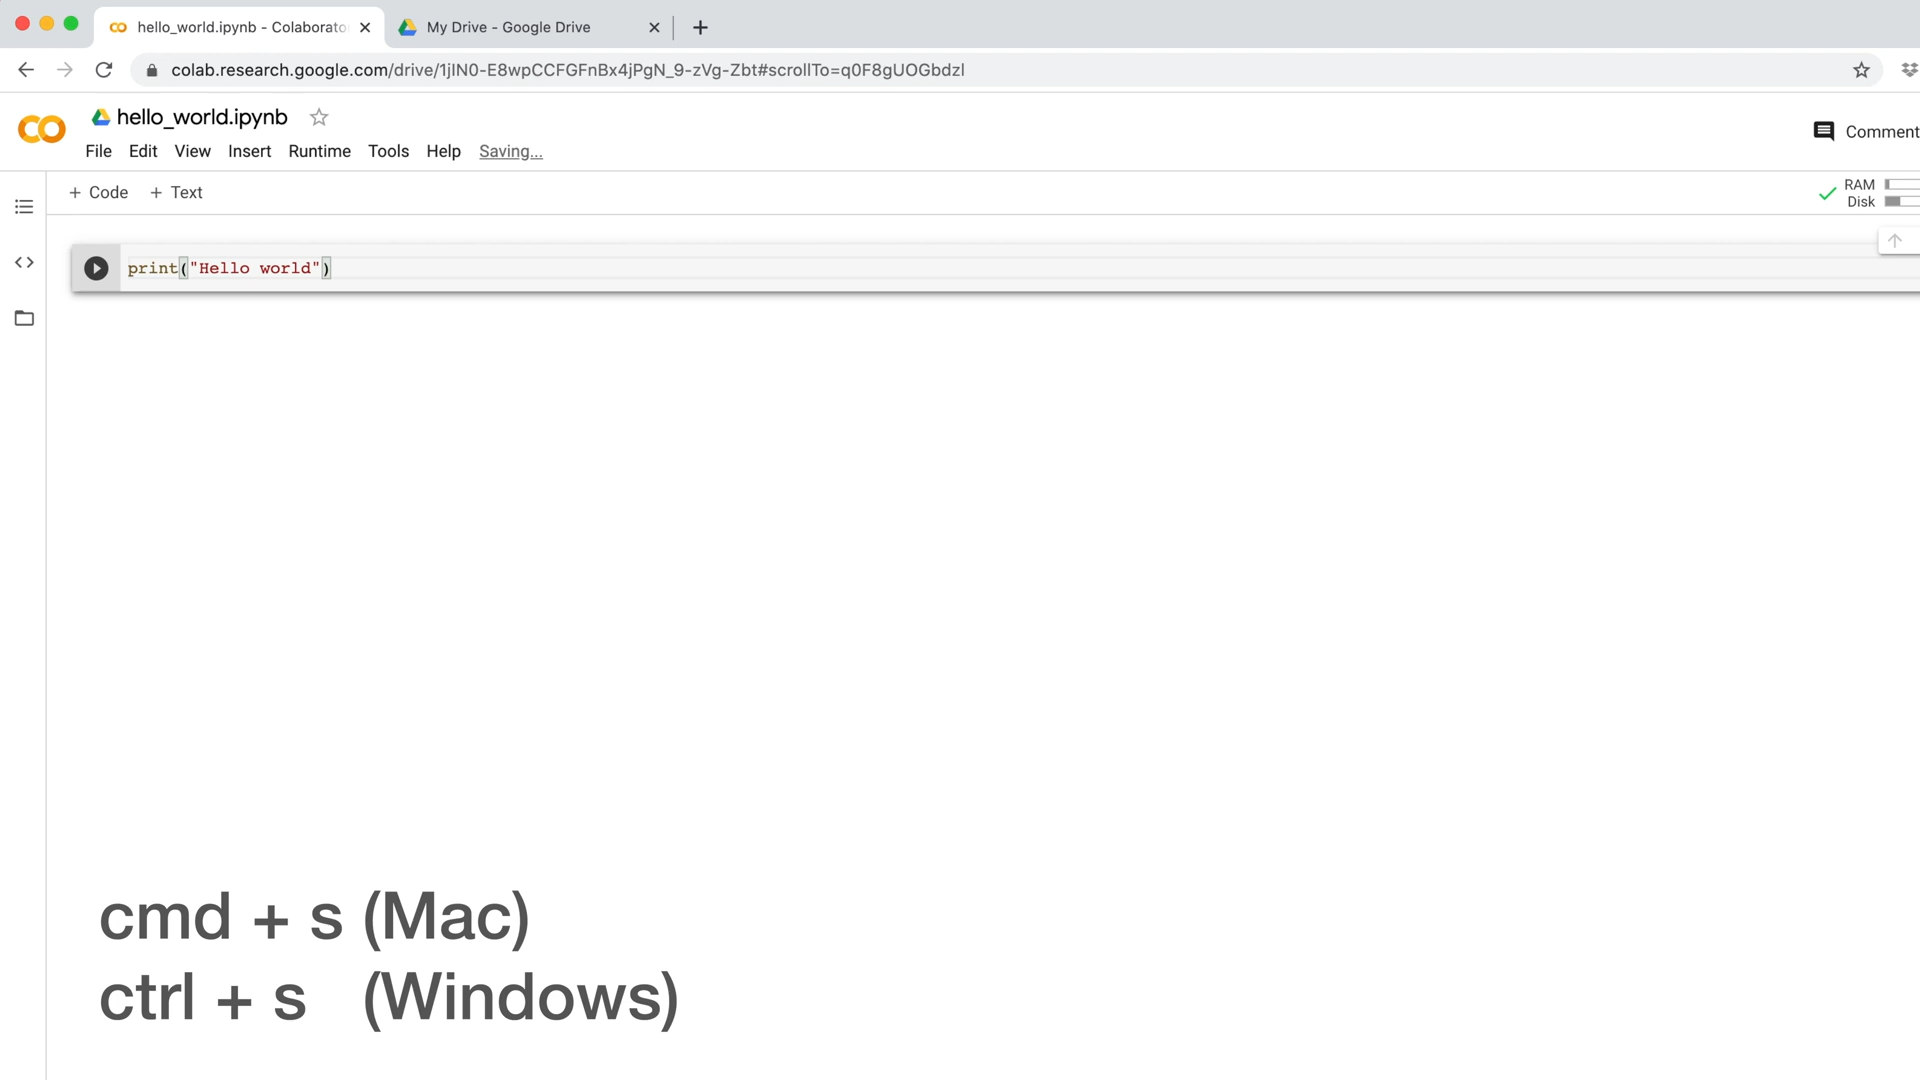 hello_world.ipynb - Colaborato
My Drive - Google Drive
colab.research.google.com/drive/1jIN0-E8wpCCFGFnBx4jPgN_9-zVg-Zbt#scrollTo=q0F8gUOGbdzl
hello_world.ipynb
Comment
File Edit View Insert Runtime Tools Help Saving...
+ Code + Text
RAM
Disk
print("Hello world")
cmd + s (Mac)
ctrl + s (Windows)